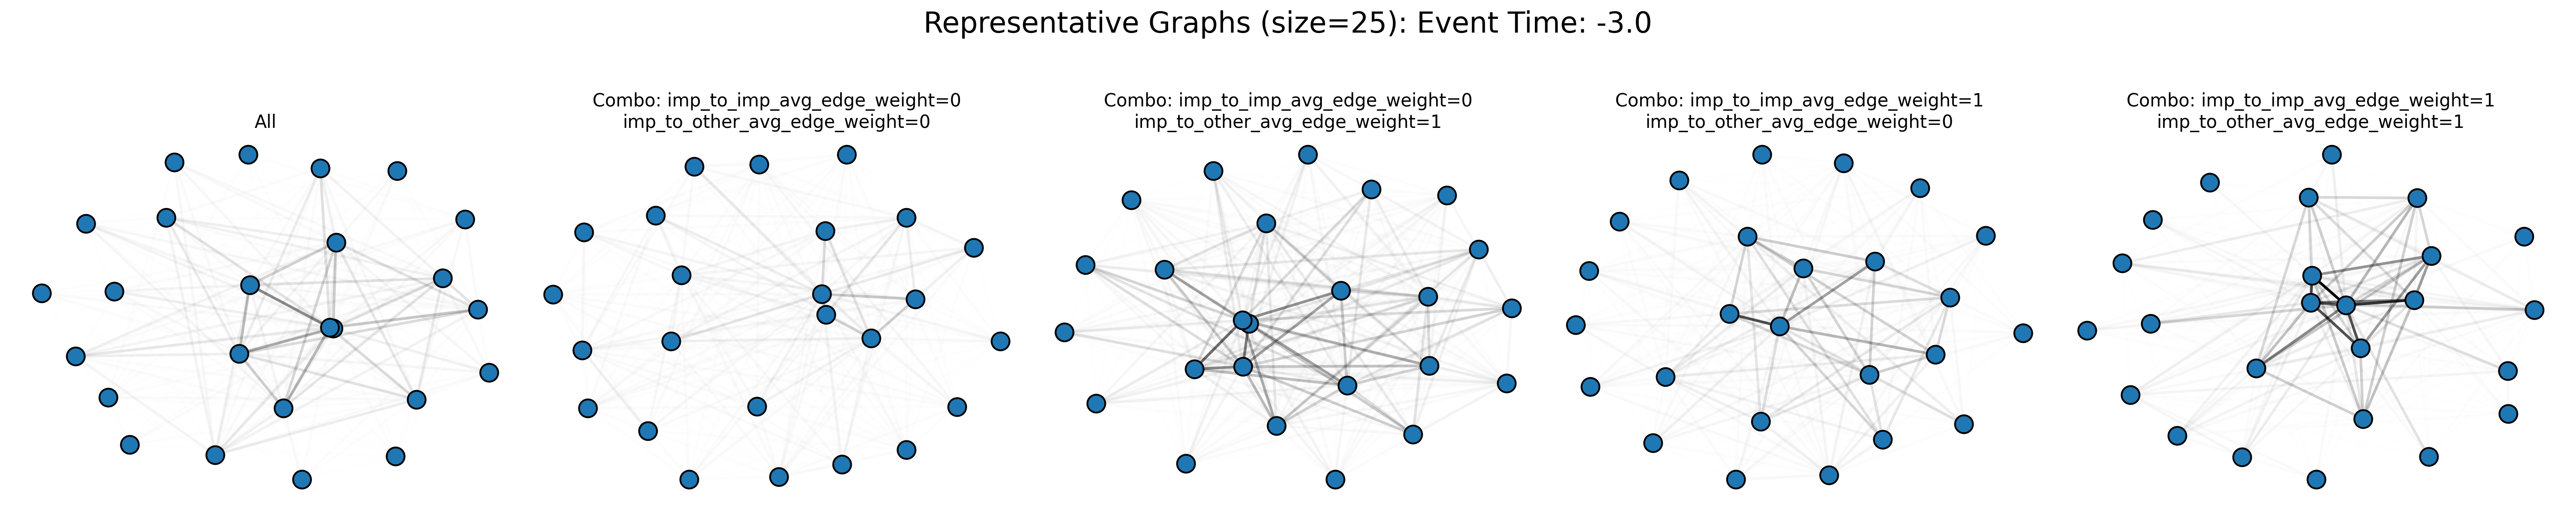 Representative Graphs (size=25): Event Time: -3.0
All
Combo: imp_to_imp_avg_edge_weight=0
imp_to_other_avg_edge_weight=0
Combo: imp_to_imp_avg_edge_weight=0
imp_to_other_avg_edge_weight=1
Combo: imp_to_imp_avg_edge_weight=1
imp_to_other_avg_edge_weight=0
Combo: imp_to_imp_avg_edge_weight=1
imp_to_other_avg_edge_weight=1